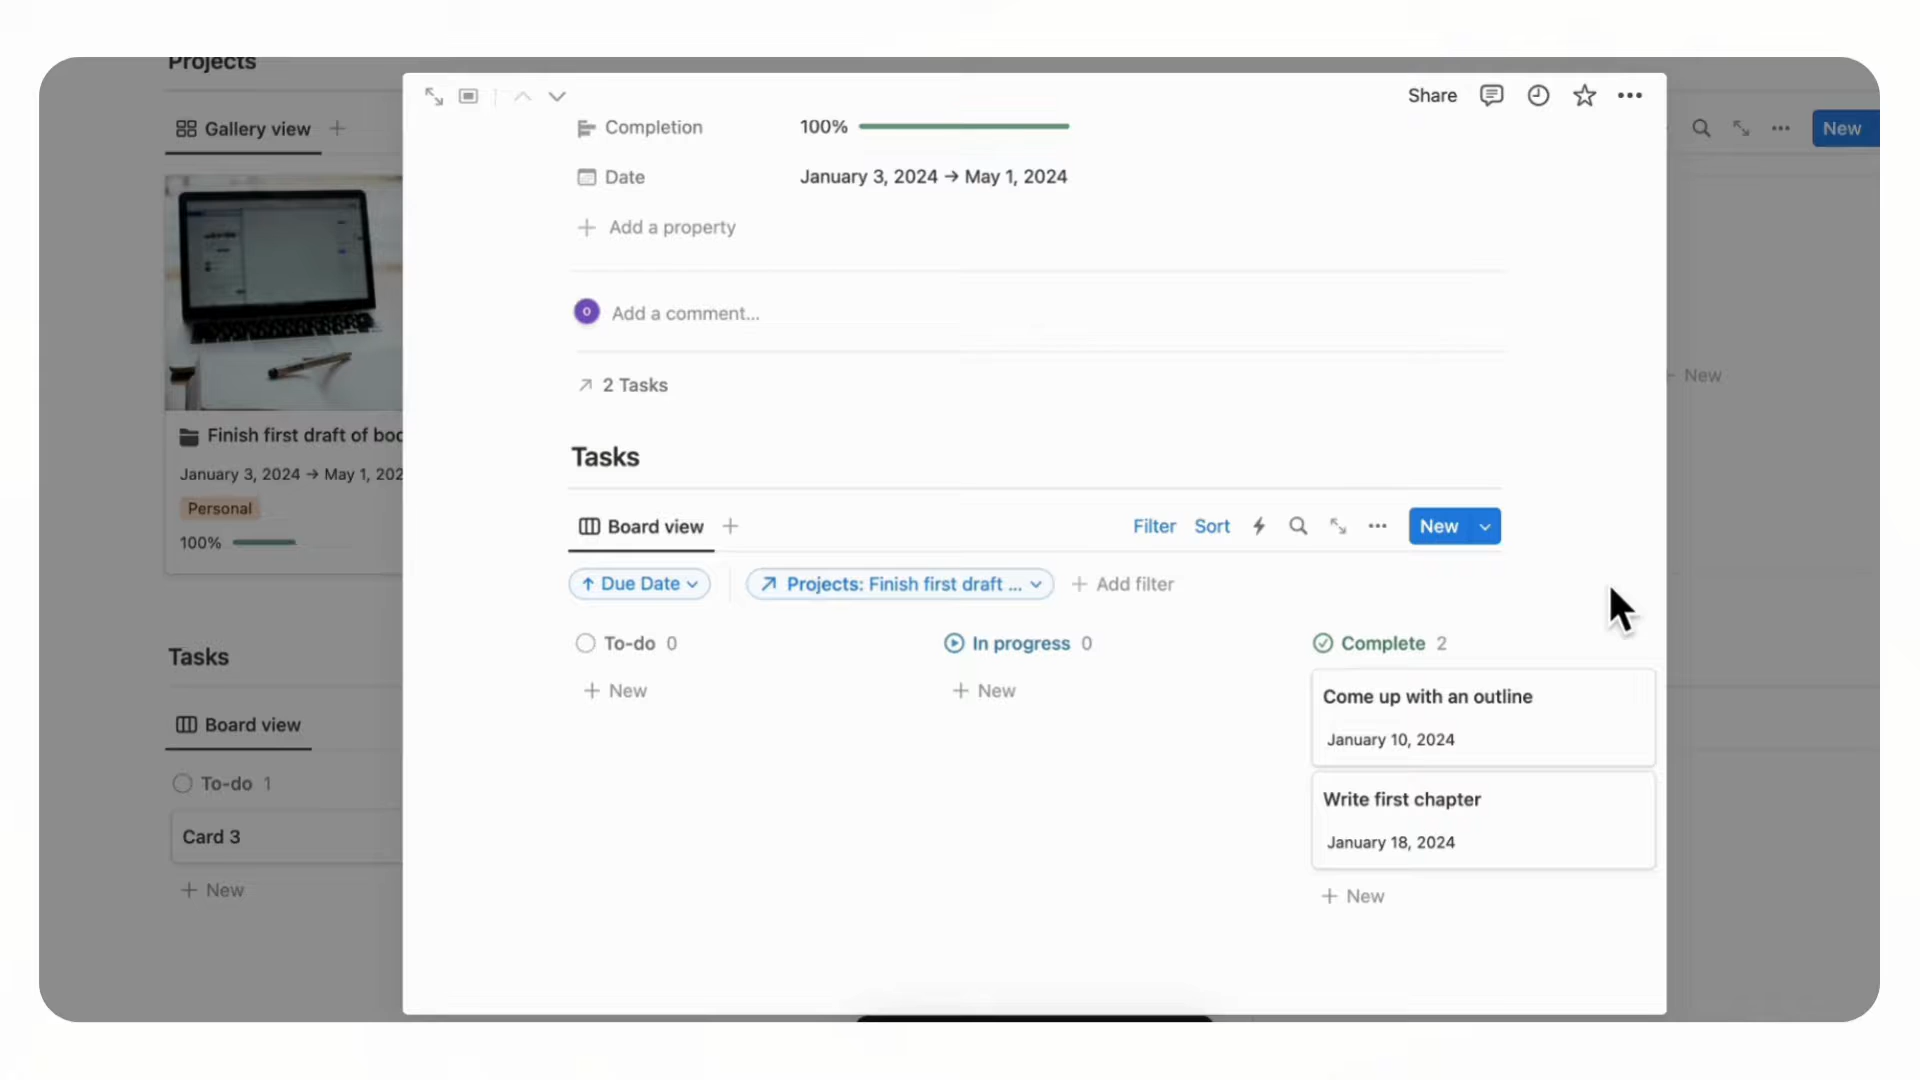 Projects
Gallery view
New
Finish first draft of boo
January 3, 2024 → May 1, 202
Personal
100%
New
Tasks
Board view
To-do 1
Card 3
New
Share
Completion 100%
Date January 3, 2024 → May 1, 2024
Add a property
O Add a comment...
2 Tasks
Tasks
Board view Filter Sort New
Due Date Projects: Finish first draft ... Add filter
To-do 0 In progress 0 Complete 2
New New
Come up with an outline
January 10, 2024
Write first chapter
January 18, 2024
New